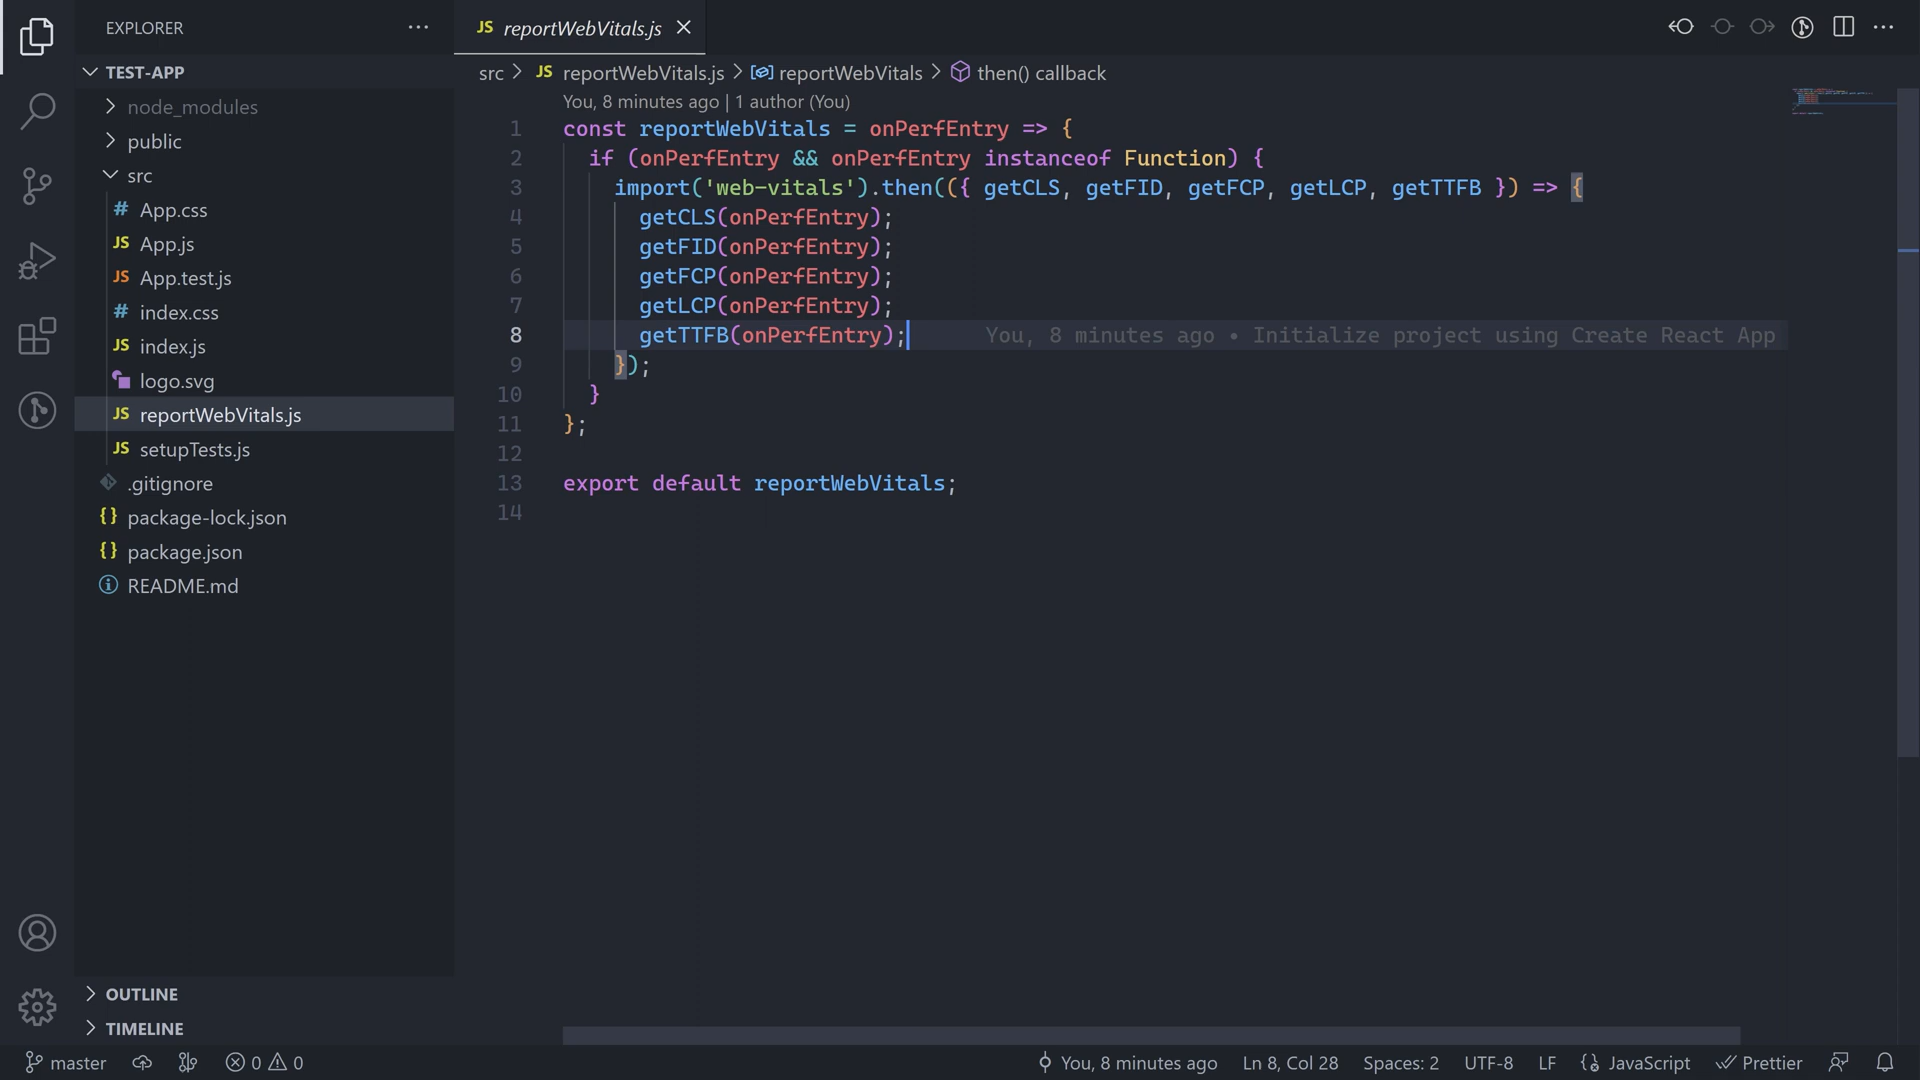 EXPLORER
TEST-APP
node_modules
public
src
# App.css
JS App.js
JS App.test.js
# index.css
JS index.js
logo.svg
JS reportWebVitals.js
JS setupTests.js
.gitignore
{} package-lock.json
{} package.json
README.md
OUTLINE
TIMELINE
JS reportWebVitals.js
src > JS reportWebVitals.js > reportWebVitals > then() callback
You, 8 minutes ago | 1 author (You)
1 const reportWebVitals = onPerfEntry => {
2 if (onPerfEntry && onPerfEntry instanceof Function) {
3 import('web-vitals').then(({ getCLS, getFID, getFCP, getLCP, getTTFB }) => {
4 getCLS(onPerfEntry);
5 getFID(onPerfEntry);
6 getFCP(onPerfEntry);
7 getLCP(onPerfEntry);
8 getTTFB(onPerfEntry); You, 8 minutes ago • Initialize project using Create React App
9 });
10 }
11 };
12
13 export default reportWebVitals;
14
master 0 0 You, 8 minutes ago Ln 8, Col 28 Spaces: 2 UTF-8 LF JavaScript Prettier